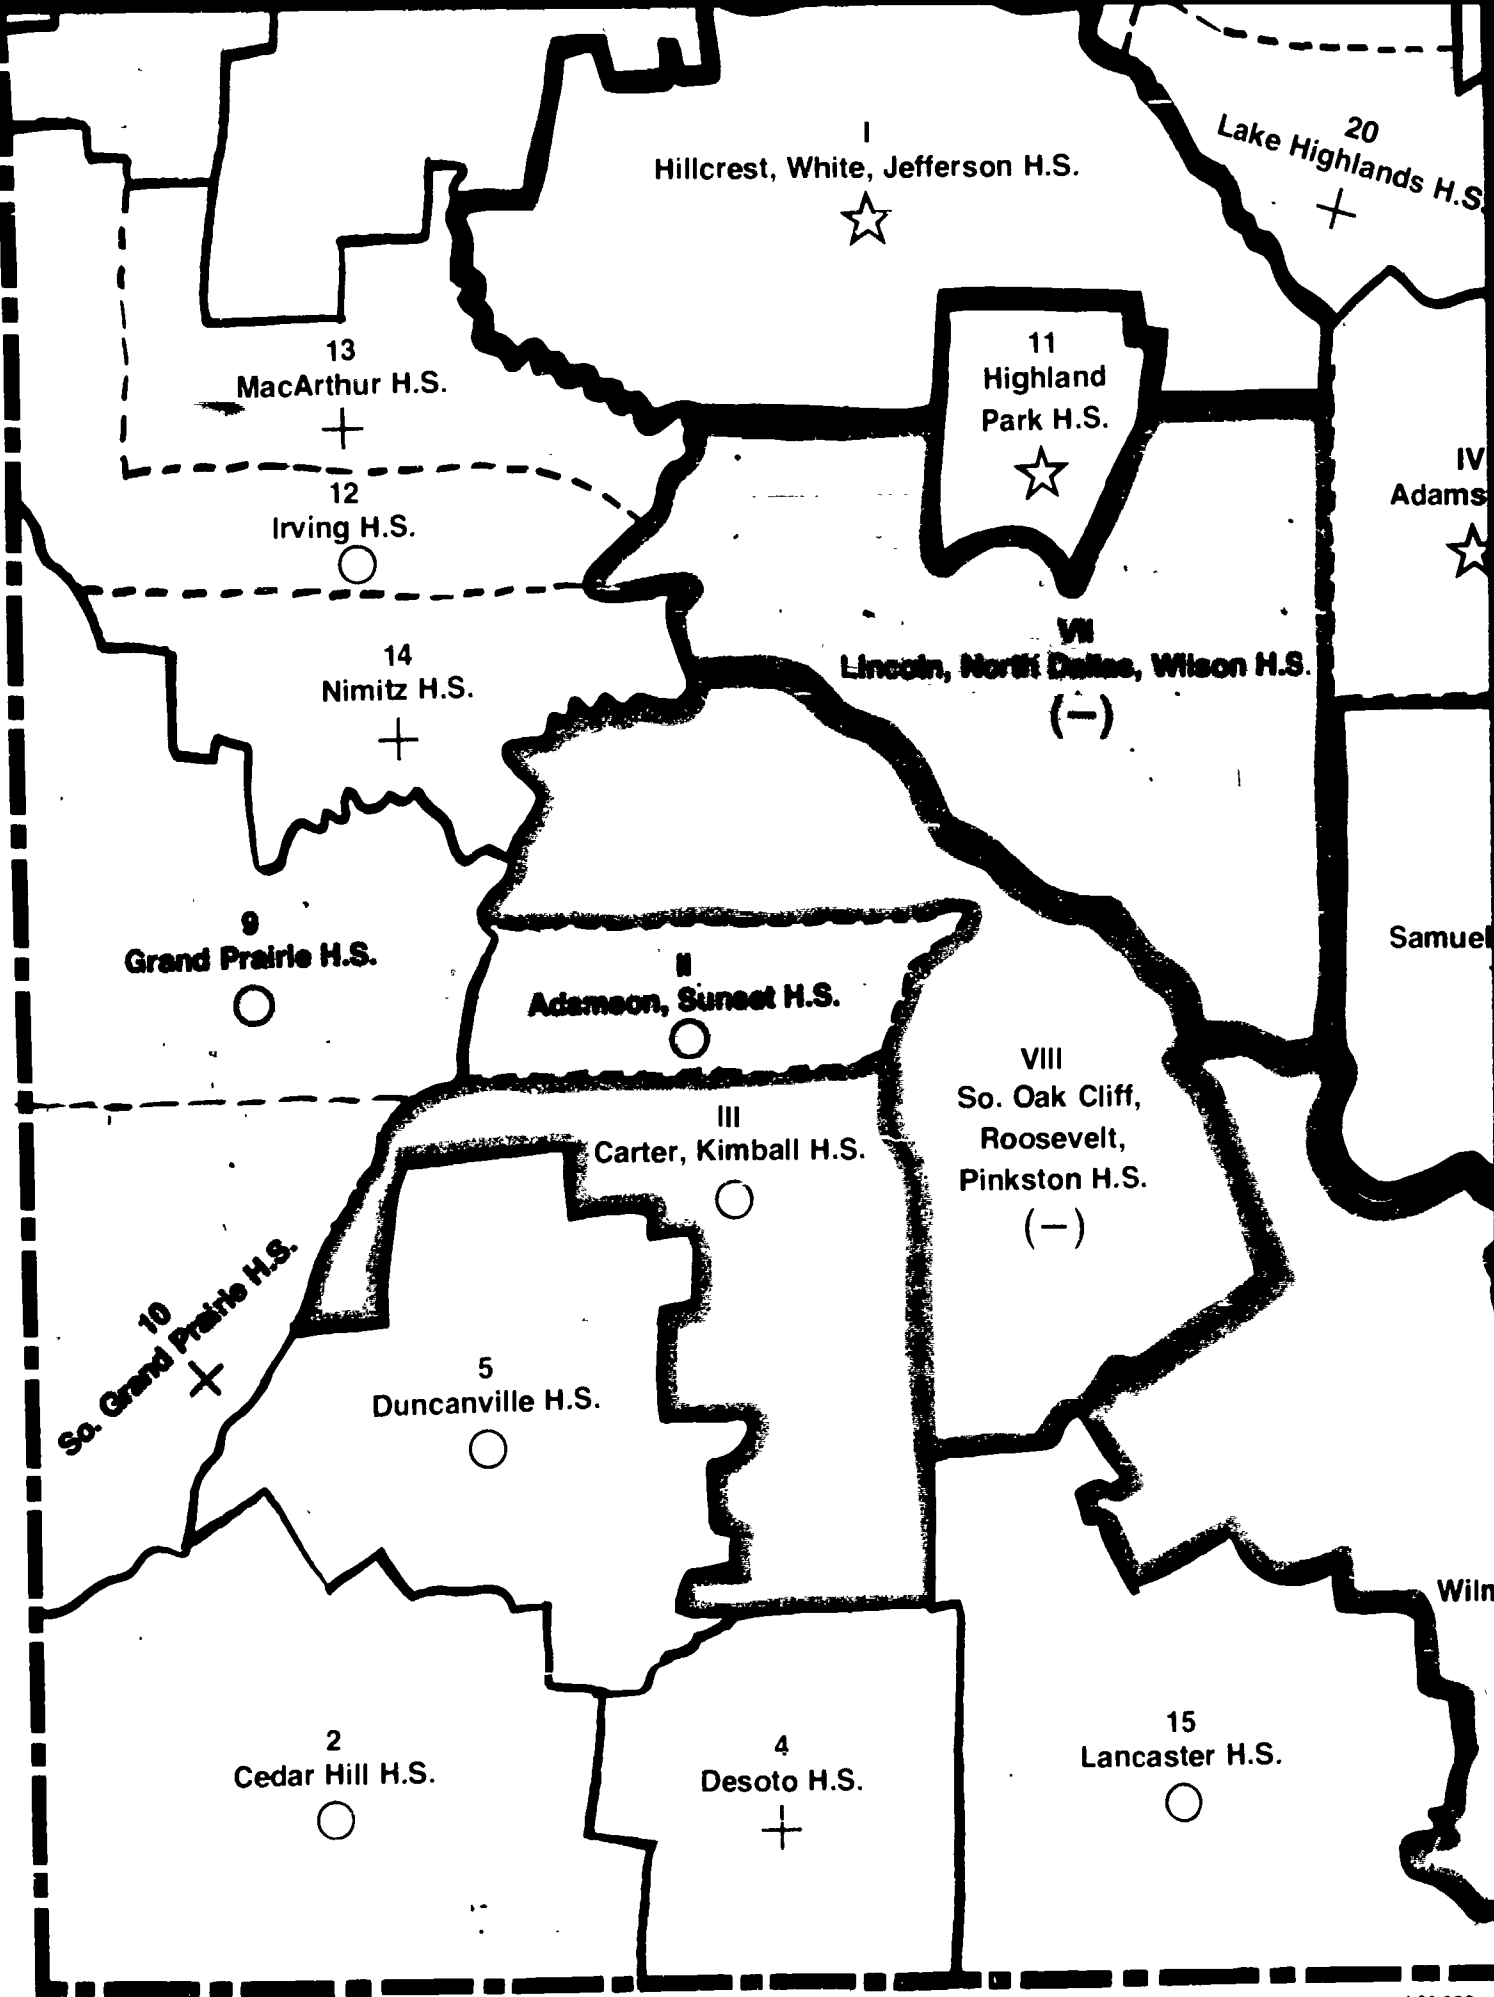 I
Hillcrest, White, Jefferson H.S.
20
Lake Highlands H.S.
13
MacArthur H.S.
11
Highland
Park H.S.
12
Irving H.S.
IV
Adams
14
Nimitz H.S.
VII
Lincoln, North Dallas, Wilson H.S.
(—)
9
Grand Prairie H.S.
II
Adamson, Sunset H.S.
Samuel
VIII
So. Oak Cliff,
Roosevelt,
Pinkston H.S.
(—)
III
Carter, Kimball H.S.
10
So. Grand Prairie H.S.
5
Duncanville H.S.
Wilm
2
Cedar Hill H.S.
4
Desoto H.S.
15
Lancaster H.S.